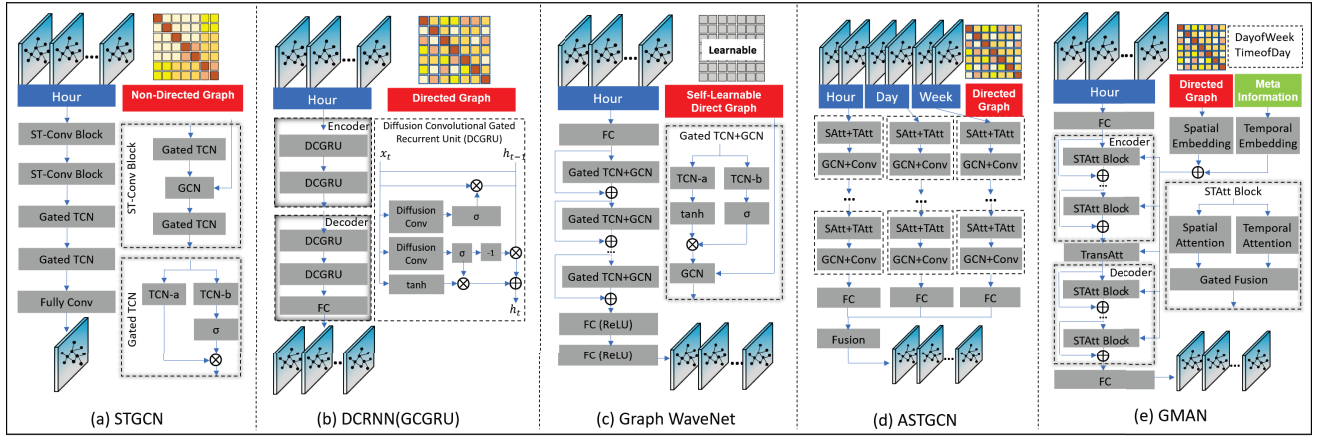 Hour
Non-Directed Graph
ST-Conv Block
ST-Conv Block
Gated TCN
Gated TCN
Fully Conv
ST-Conv Block
Gated TCN
GCN
Gated TCN
Gated TCN
TCN-a
TCN-b
σ
(a) STGCN
Hour
Directed Graph
Encoder
DCGRU
DCGRU
Decoder
DCGRU
DCGRU
FC
Diffusion Convolutional Gated
Recurrent Unit (DCGRU)
x_t
h_{t-1}
Diffusion
Conv
σ
Diffusion
Conv
σ
-1
tanh
h_t
(b) DCRNN(GCGRU)
Learnable
Hour
Self-Learnable
Direct Graph
FC
Gated TCN+GCN
Gated TCN+GCN
...
Gated TCN+GCN
FC (ReLU)
FC (ReLU)
Gated TCN+GCN
TCN-a
TCN-b
tanh
σ
GCN
(c) Graph WaveNet
Hour
Day
Week
Directed
Graph
SAtt+TAtt
SAtt+TAtt
SAtt+TAtt
GCN+Conv
GCN+Conv
GCN+Conv
...
...
...
SAtt+TAtt
SAtt+TAtt
SAtt+TAtt
GCN+Conv
GCN+Conv
GCN+Conv
FC
FC
FC
Fusion
(d) ASTGCN
DayofWeek
TimeofDay
Hour
Directed
Graph
Meta
Information
FC
Encoder
STAtt Block
...
STAtt Block
TransAtt
Decoder
STAtt Block
...
STAtt Block
FC
Spatial
Embedding
Temporal
Embedding
STAtt Block
Spatial
Attention
Temporal
Attention
Gated Fusion
(e) GMAN